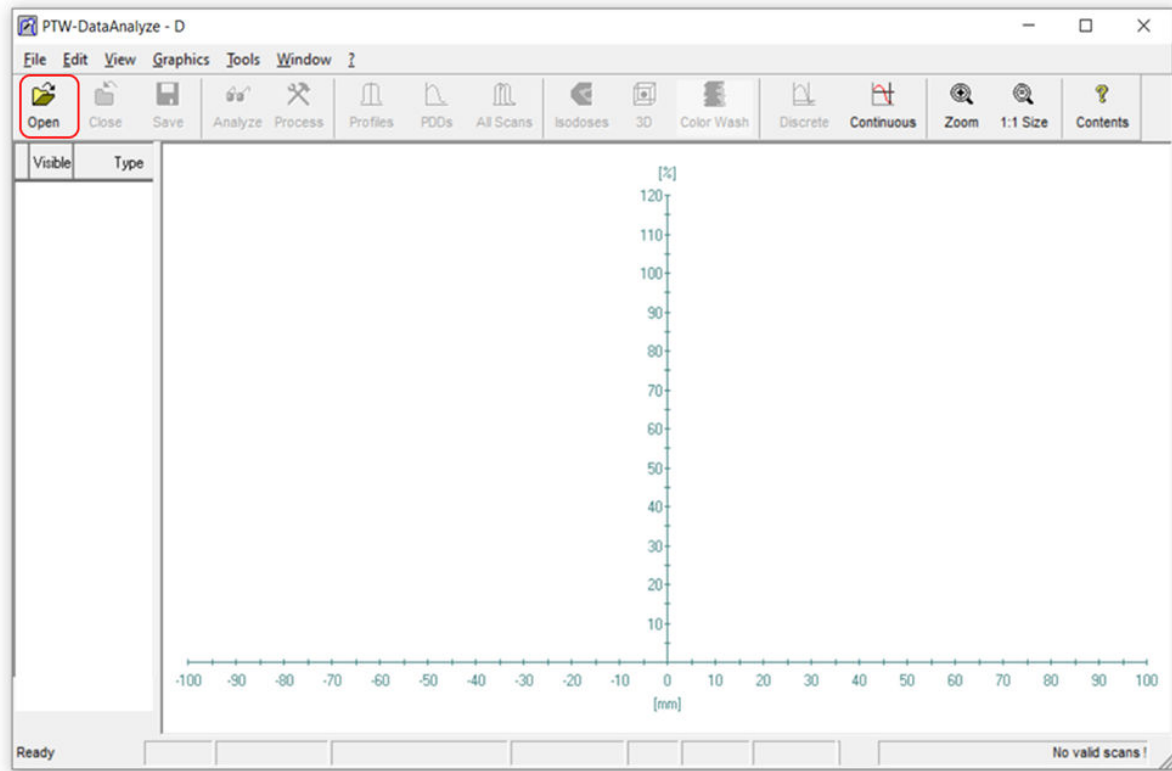 PTW-DataAnalyze - D
File Edit View Graphics Tools Window ?
Open Close Save Analyze Process Profiles PDDs All Scans Isodoses 3D Color Wash Discrete Continuous Zoom 1:1 Size Contents
Visible Type
[%]
120
110
100
90
80
70
60
50
40
30
20
10
-100 -90 -80 -70 -60 -50 -40 -30 -20 -10 0 10 20 30 40 50 60 70 80 90 100
[mm]
Ready No valid scans !